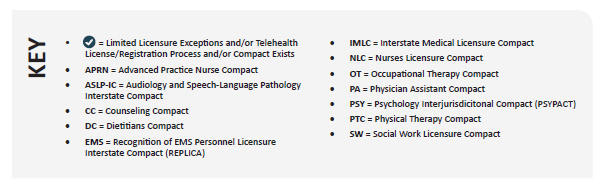 KEY
• = Limited Licensure Exceptions and/or Telehealth
License/Registration Process and/or Compact Exists
• APRN = Advanced Practice Nurse Compact
• ASLP-IC = Audiology and Speech-Language Pathology
Interstate Compact
• CC = Counseling Compact
• DC = Dietitians Compact
• EMS = Recognition of EMS Personnel Licensure
Interstate Compact (REPLICA)
• IMLC = Interstate Medical Licensure Compact
• NLC = Nurses Licensure Compact
• OT = Occupational Therapy Compact
• PA = Physician Assistant Compact
• PSY = Psychology Interjurisdicitonal Compact (PSYPACT)
• PTC = Physical Therapy Compact
• SW = Social Work Licensure Compact